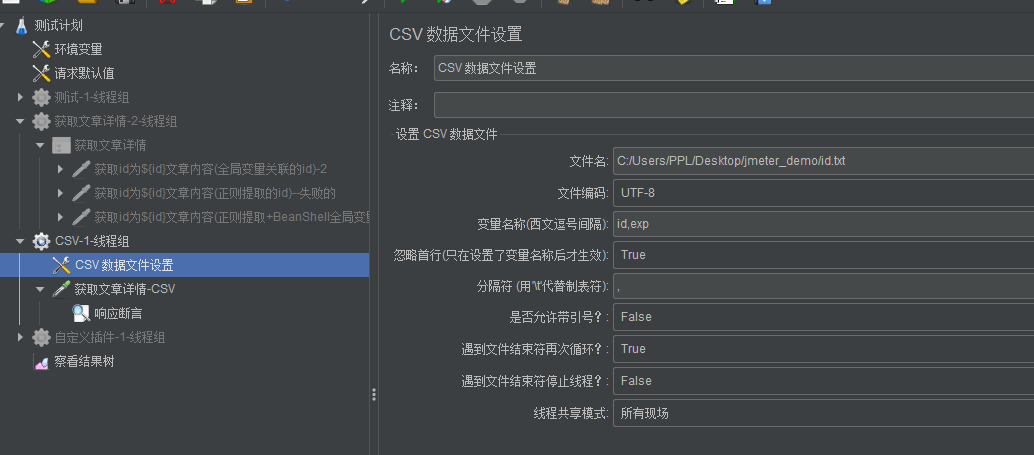 测试计划
环境变量
请求默认值
测试-1-线程组
获取文章详情-2-线程组
获取文章详情
获取id为${id}文章内容(全局变量关联的id)-2
获取id为${id}文章内容(正则提取的id)--失败的
获取id为${id}文章内容(正则提取+BeanShell全局变量
CSV-1-线程组
CSV 数据文件设置
获取文章详情-CSV
响应断言
自定义插件-1-线程组
察看结果树
CSV 数据文件设置
名称： CSV 数据文件设置
注释：
设置 CSV 数据文件
文件名: C:/Users/PPL/Desktop/jmeter_demo/id.txt
文件编码: UTF-8
变量名称(西文逗号间隔): id,exp
忽略首行(只在设置了变量名称后才生效): True
分隔符 (用'\t'代替制表符): ,
是否允许带引号？: False
遇到文件结束符再次循环？: True
遇到文件结束符停止线程？: False
线程共享模式: 所有现场